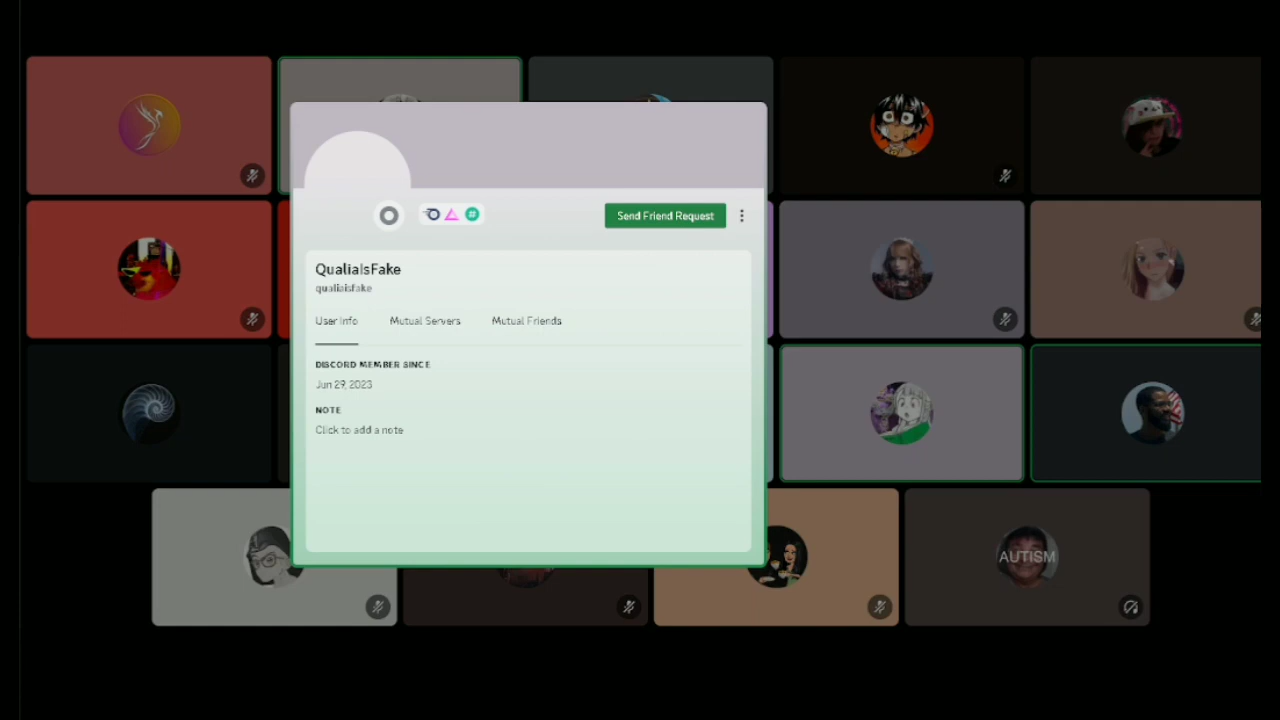 Send Friend Request
QualiaIsFake
qualiaisfake
User Info Mutual Servers Mutual Friends
DISCORD MEMBER SINCE
Jun 29, 2023
NOTE
Click to add a note
AUTISM